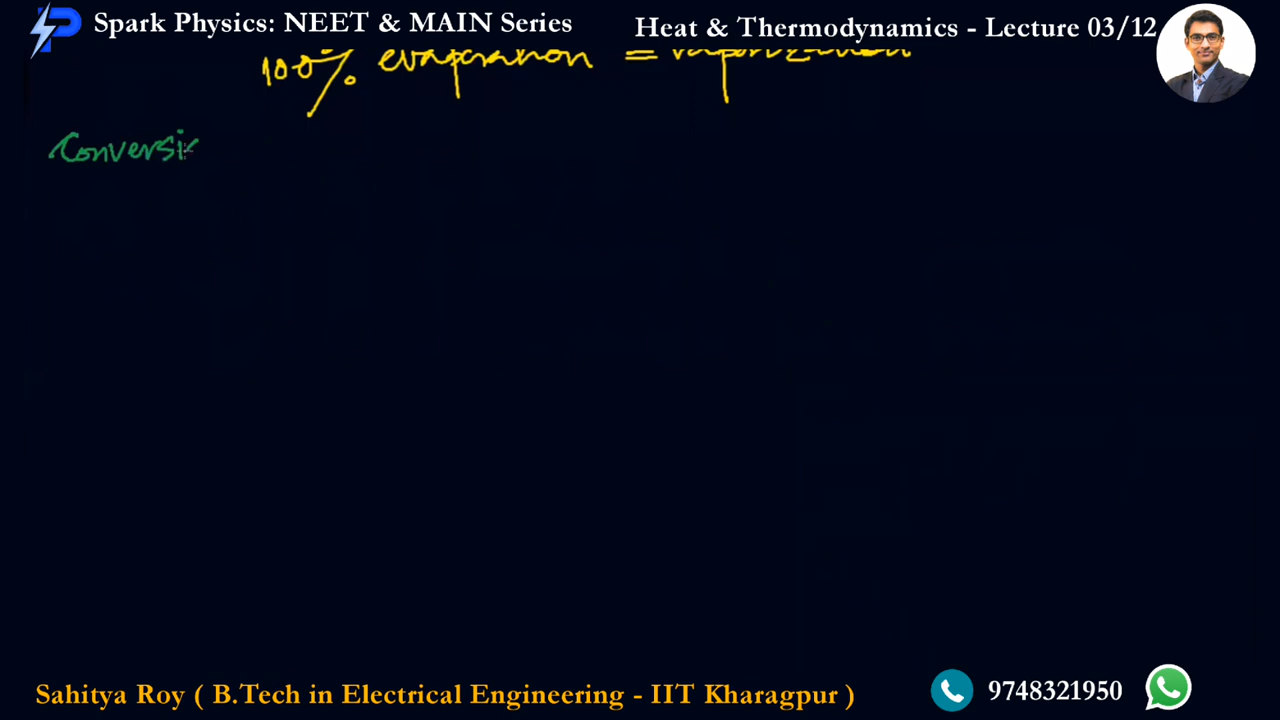 Spark Physics: NEET & MAIN Series
Heat & Thermodynamics - Lecture 03/12
100% evaporation = vaporization
Conversi
Sahitya Roy ( B.Tech in Electrical Engineering - IIT Kharagpur )
9748321950